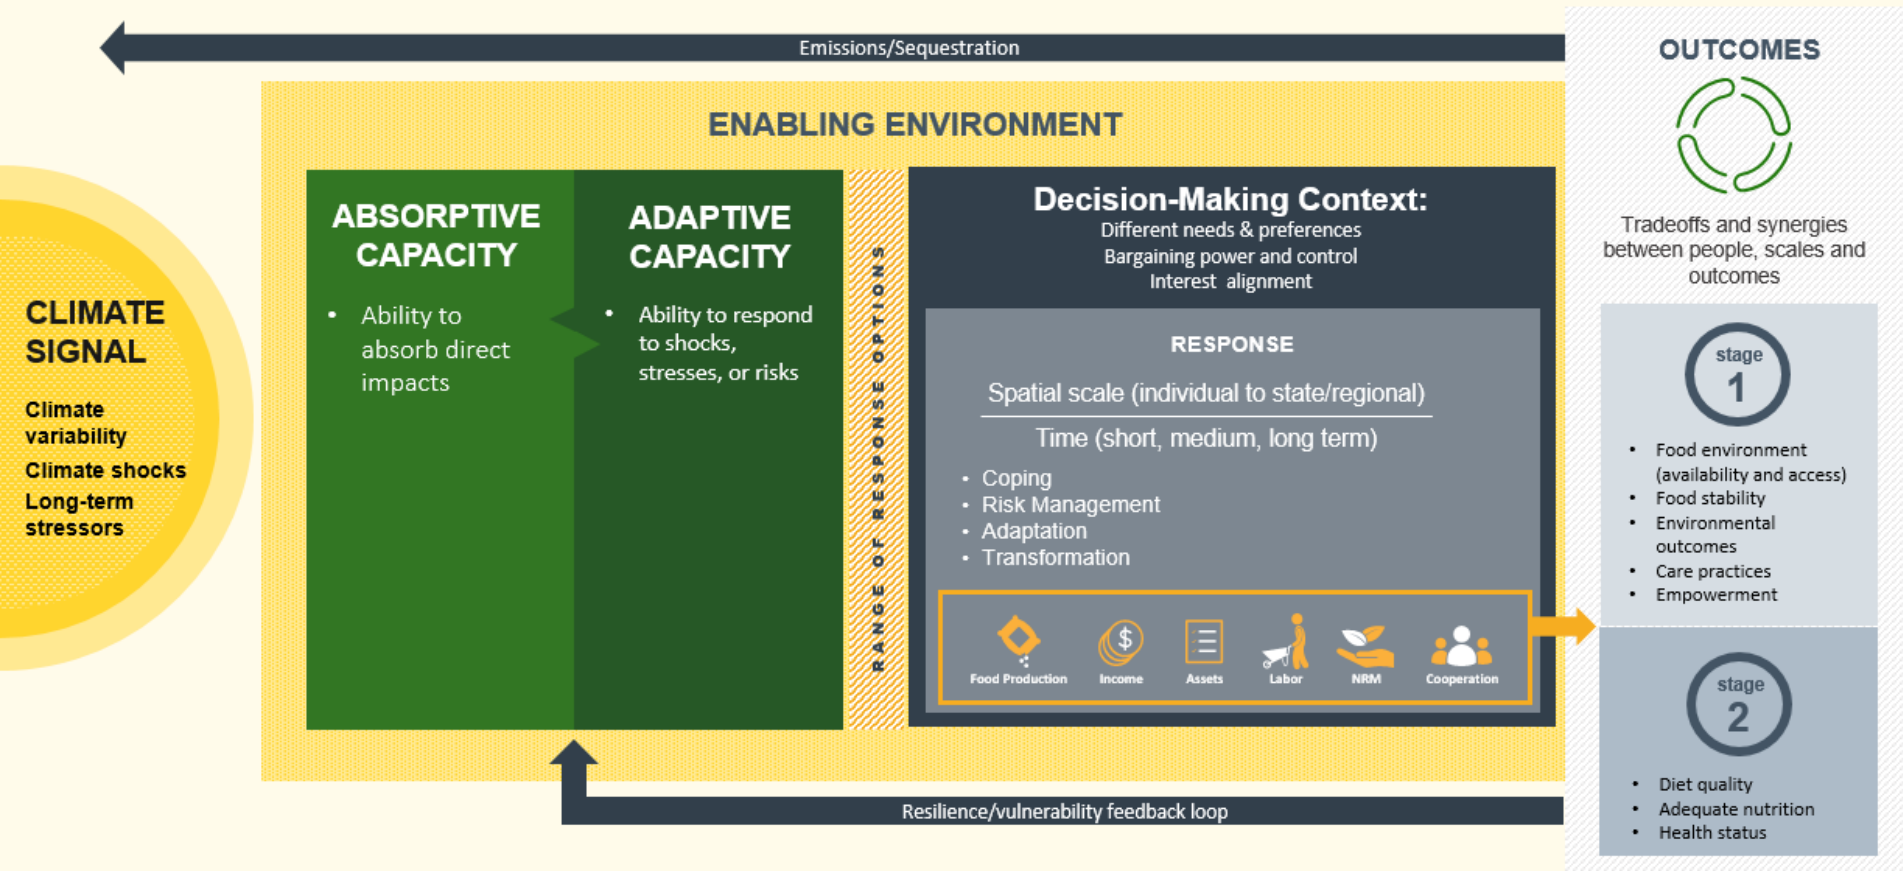 Emissions/Sequestration
ENABLING ENVIRONMENT
CLIMATE
SIGNAL
Climate
variability
Climate shocks
Long-term
stressors
ABSORPTIVE
CAPACITY
• Ability to
absorb direct
impacts
ADAPTIVE
CAPACITY
• Ability to respond
to shocks,
stresses, or risks
RANGE OF RESPONSE OPTIONS
Decision-Making Context:
Different needs & preferences
Bargaining power and control
Interest alignment
RESPONSE
Spatial scale (individual to state/regional)
Time (short, medium, long term)
• Coping
• Risk Management
• Adaptation
• Transformation
$
Food Production Income Assets Labor NRM Cooperation
Resilience/vulnerability feedback loop
OUTCOMES
Tradeoffs and synergies
between people, scales and
outcomes
stage
1
• Food environment
(availability and access)
• Food stability
• Environmental
outcomes
• Care practices
• Empowerment
stage
2
• Diet quality
• Adequate nutrition
• Health status